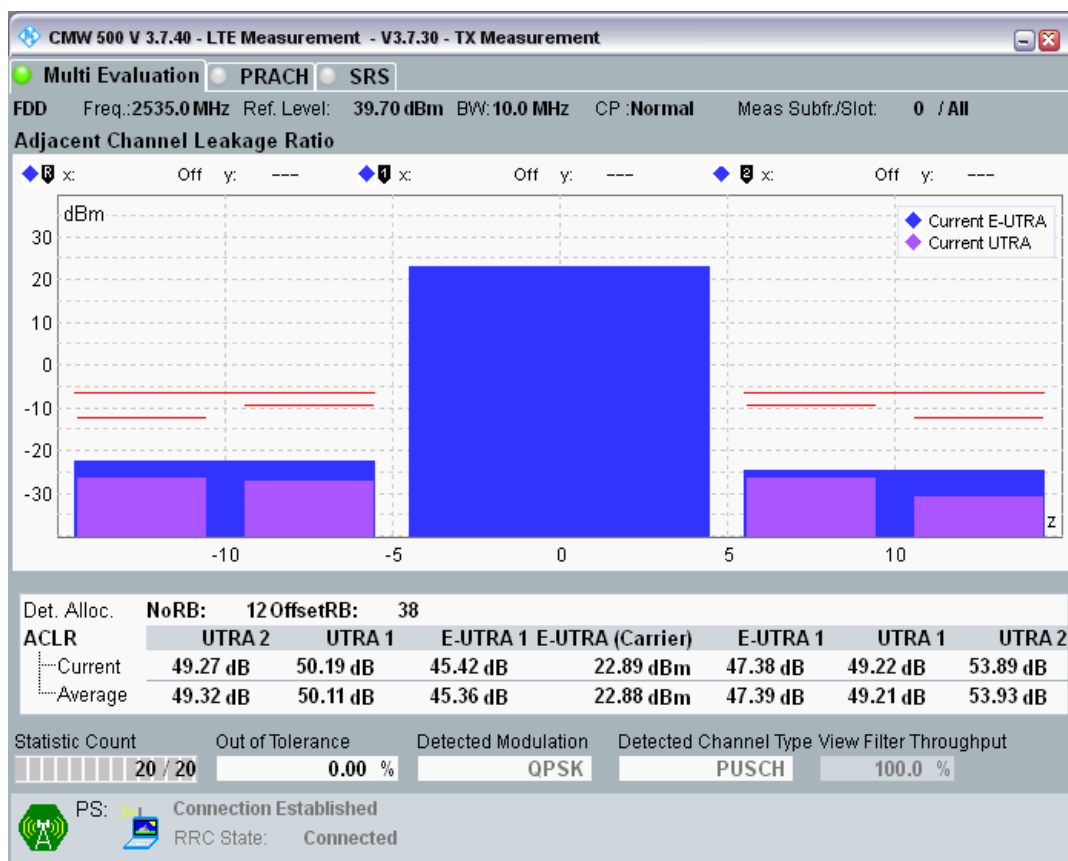 CMW 500 V 3.7.40 - LTE Measurement - V3.7.30 - TX Measurement
Multi Evaluation PRACH SRS
FDD Freq.:2535.0 MHz Ref. Level: 39.70 dBm BW:10.0 MHz CP :Normal Meas Subfr./Slot: 0 / All
Adjacent Channel Leakage Ratio
R x: Off y: --- 1 x: Off y: --- 2 x: Off y: ---
dBm
Current E-UTRA
Current UTRA
30
20
10
0
-10
-20
-30
z
-10 -5 0 5 10
Det. Alloc. NoRB: 12 OffsetRB: 38
ACLR UTRA 2 UTRA 1 E-UTRA 1 E-UTRA (Carrier) E-UTRA 1 UTRA 1 UTRA 2
Current 49.27 dB 50.19 dB 45.42 dB 22.89 dBm 47.38 dB 49.22 dB 53.89 dB
Average 49.32 dB 50.11 dB 45.36 dB 22.88 dBm 47.39 dB 49.21 dB 53.93 dB
Statistic Count Out of Tolerance Detected Modulation Detected Channel Type View Filter Throughput
20 / 20 0.00 % QPSK PUSCH 100.0 %
PS: Connection Established
RRC State: Connected